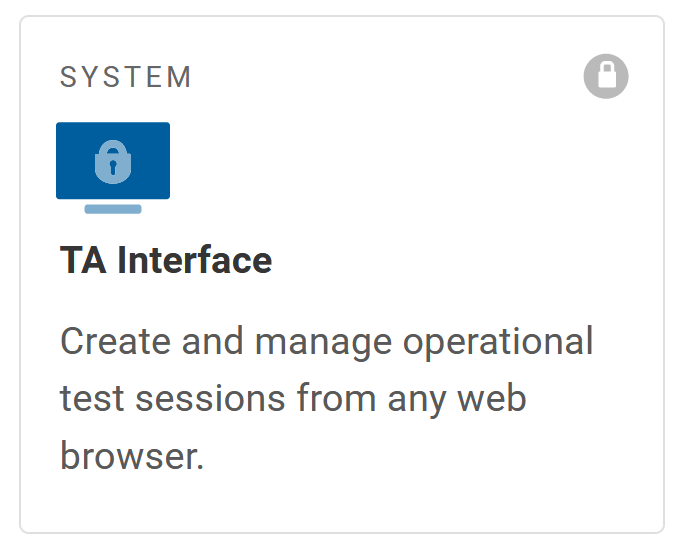 SYSTEM
TA Interface
Create and manage operational
test sessions from any web
browser.